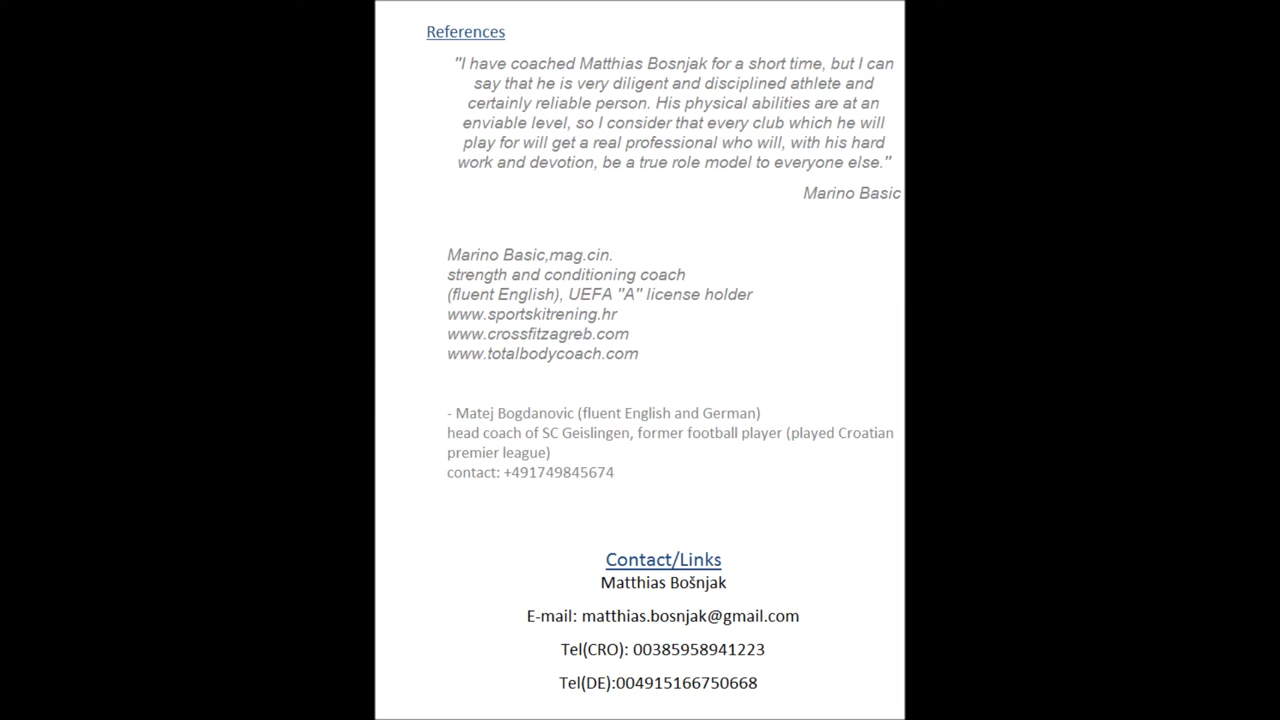 References
"I have coached Matthias Bosnjak for a short time, but I can
say that he is very diligent and disciplined athlete and
certainly reliable person. His physical abilities are at an
enviable level, so I consider that every club which he will
play for will get a real professional who will, with his hard
work and devotion, be a true role model to everyone else."
Marino Basic
Marino Basic,mag.cin.
strength and conditioning coach
(fluent English), UEFA "A" license holder
www.sportskitrening.hr
www.crossfitzagreb.com
www.totalbodycoach.com
- Matej Bogdanovic (fluent English and German)
head coach of SC Geislingen, former football player (played Croatian
premier league)
contact: +491749845674
Contact/Links
Matthias Bošnjak
E-mail: matthias.bosnjak@gmail.com
Tel(CRO): 00385958941223
Tel(DE):004915166750668